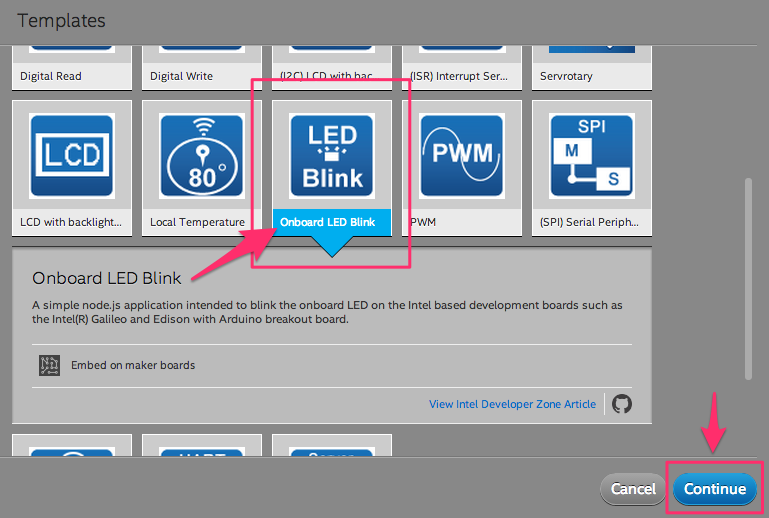 Templates
Digital Read
Digital Write
(I2C) LCD with bac...
(ISR) Interrupt Ser...
Servrotary
LCD
80°
LED
Blink
PWM
SPI
M
S
LCD with backlight...
Local Temperature
Onboard LED Blink
PWM
(SPI) Serial Periph...
Onboard LED Blink
A simple node.js application intended to blink the onboard LED on the Intel based development boards such as
the Intel(R) Galileo and Edison with Arduino breakout board.
Embed on maker boards
View Intel Developer Zone Article
UART
Cancel
Continue